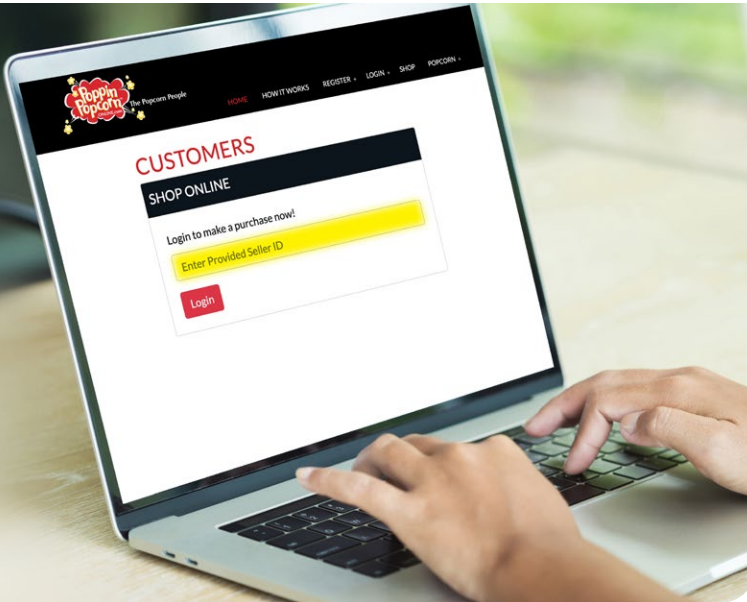 Poppin
Popcorn
The Popcorn People
HOME HOW IT WORKS REGISTER LOGIN SHOP POPCORN
CUSTOMERS
SHOP ONLINE
Login to make a purchase now!
Enter Provided Seller ID
Login